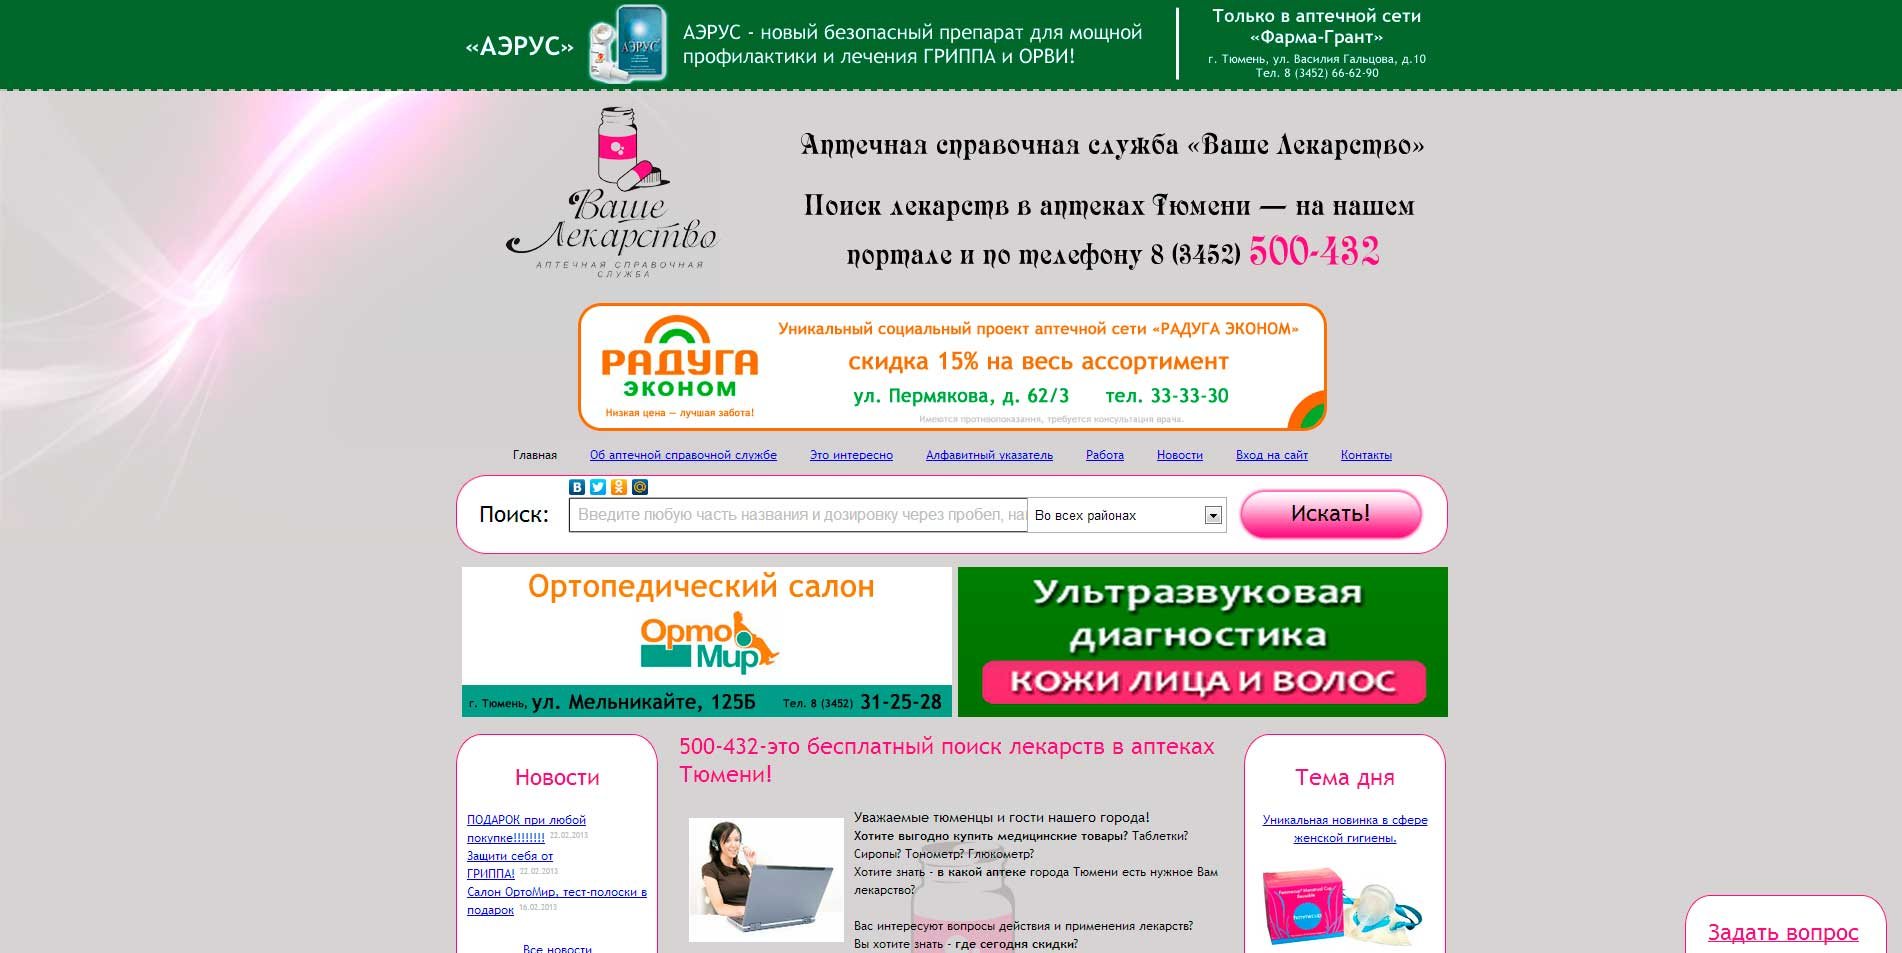 «АЭРУС»
АЭРУС
АЭРУС - новый безопасный препарат для мощной
профилактики и лечения ГРИППА и ОРВИ!
Только в аптечной сети
«Фарма-Грант»
г. Тюмень, ул. Василия Гальцова, д.10
Тел. 8 (3452) 66-62-90
Ваше
Лекарство
АПТЕЧНАЯ СПРАВОЧНАЯ
СЛУЖБА
Аптечная справочная служба «Ваше Лекарство»
Поиск лекарств в аптеках Тюмени — на нашем
портале и по телефону 8 (3452) 500-432
РАДУГА
ЭКОНОМ
Низкая цена — лучшая забота!
Уникальный социальный проект аптечной сети «РАДУГА ЭКОНОМ»
скидка 15% на весь ассортимент
ул. Пермякова, д. 62/3 тел. 33-33-30
Имеются противопоказания, требуется консультация врача.
Главная Об аптечной справочной службе Это интересно Алфавитный указатель Работа Новости Вход на сайт Контакты
Поиск:
Введите любую часть названия и дозировку через пробел, на
Во всех районах
Искать!
Ортопедический салон
Орто
Мир
г. Тюмень, ул. Мельникайте, 125Б Тел. 8 (3452) 31-25-28
Ультразвуковая
диагностика
КОЖИ ЛИЦА И ВОЛОС
Новости
ПОДАРОК при любой
покупке!!!!!!!! 22.02.2013
Защити себя от
ГРИППА! 22.02.2013
Салон ОртоМир, тест-полоски в
подарок 16.02.2013
Все новости
500-432-это бесплатный поиск лекарств в аптеках
Тюмени!
Уважаемые тюменцы и гости нашего города!
Хотите выгодно купить медицинские товары? Таблетки?
Сиропы? Тонометр? Глюкометр?
Хотите знать - в какой аптеке города Тюмени есть нужное Вам
лекарство?
Вас интересуют вопросы действия и применения лекарств?
Вы хотите знать - где сегодня скидки?
Тема дня
Уникальная новинка в сфере
женской гигиены.
Задать вопрос